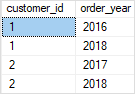 customer_id order_year
1 2016
1 2018
2 2017
2 2018